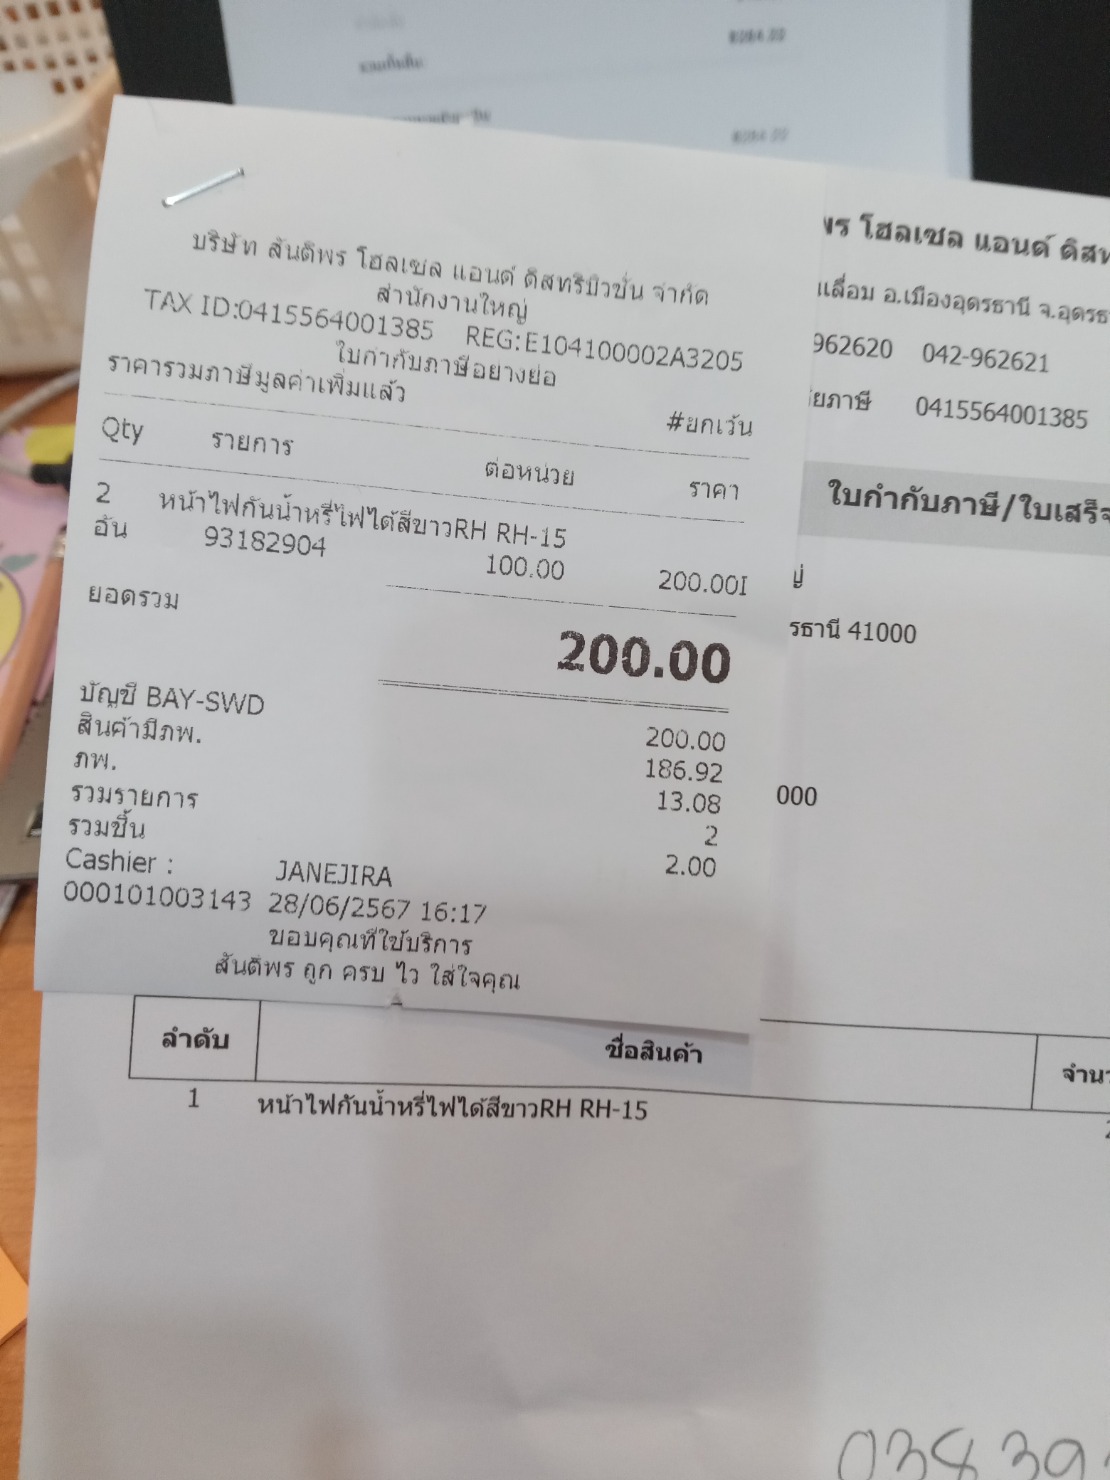 ฿084.00
รวมทั้งสิ้น
฿084.00
บริษัท สันติพร โฮลเซล แอนด์ ดิสทริบิวชั่น จำกัด
สำนักงานใหญ่
TAX ID:0415564001385 REG:E104100002A3205
ใบกำกับภาษีอย่างย่อ
ราคารวมภาษีมูลค่าเพิ่มแล้ว
#ยกเว้น
Qty รายการ ต่อหน่วย ราคา
2 หน้าไฟกันน้ำหรี่ไฟได้สีขาวRH RH-15
อัน 93182904 100.00 200.00I
ยอดรวม
200.00
บัญชี BAY-SWD 200.00
สินค้ามีภพ. 186.92
ภพ. 13.08
รวมรายการ 2
รวมชิ้น 2.00
Cashier : JANEJIRA
000101003143 28/06/2567 16:17
ขอบคุณที่ใช้บริการ
สันติพร ถูก ครบ ไว ใส่ใจคุณ
พร โฮลเซล แอนด์
อ.เมืองอุดรธานี
962620 042-962621
0415564001385
ใบกำกับภาษี/ใบเสร็จ
รธานี 41000
000
ลำดับ ชื่อสินค้า
1 หน้าไฟกันน้ำหรี่ไฟได้สีขาวRH RH-15
038 39